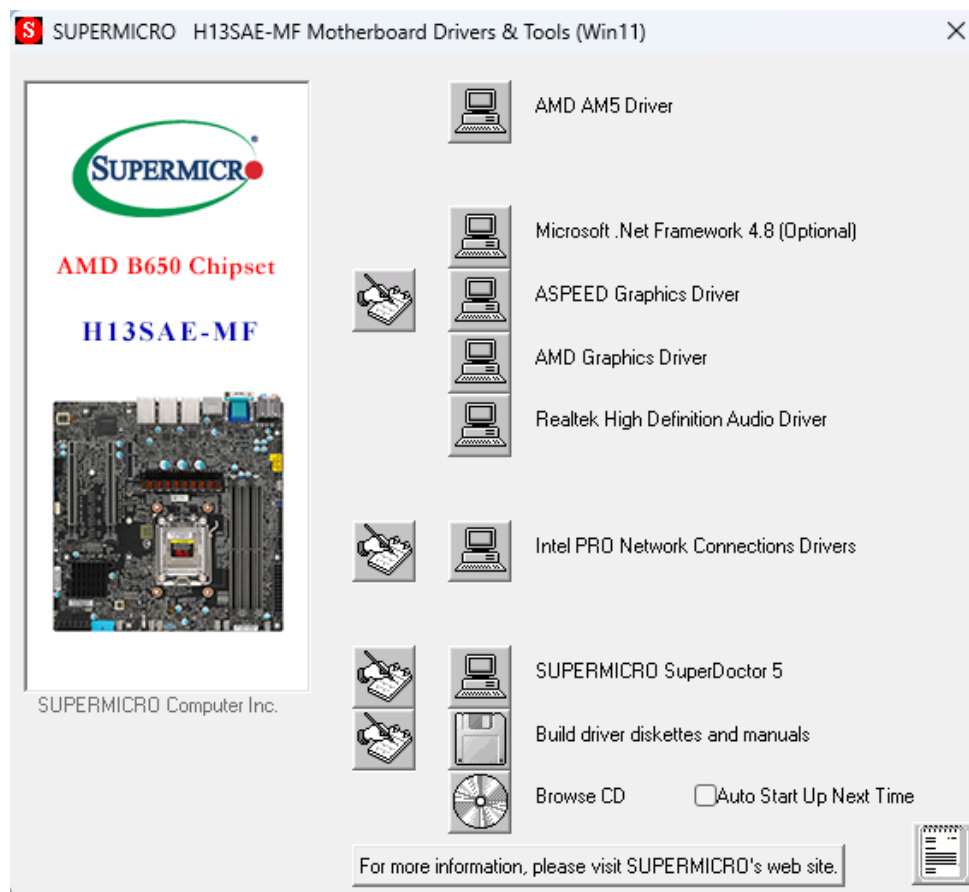 S SUPERMICRO H13SAE-MF Motherboard Drivers & Tools (Win11)
SUPERMICR
AMD B650 Chipset
H13SAE-MF
SUPERMICRO Computer Inc.
AMD AM5 Driver
Microsoft .Net Framework 4.8 (Optional)
ASPEED Graphics Driver
AMD Graphics Driver
Realtek High Definition Audio Driver
Intel PRO Network Connections Drivers
SUPERMICRO SuperDoctor 5
Build driver diskettes and manuals
Browse CD
Auto Start Up Next Time
For more information, please visit SUPERMICRO's web site.